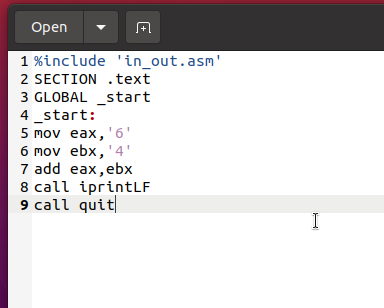 Open
1 %include 'in_out.asm'
2 SECTION .text
3 GLOBAL _start
4 _start:
5 mov eax,'6'
6 mov ebx,'4'
7 add eax,ebx
8 call iprintLF
9 call quit